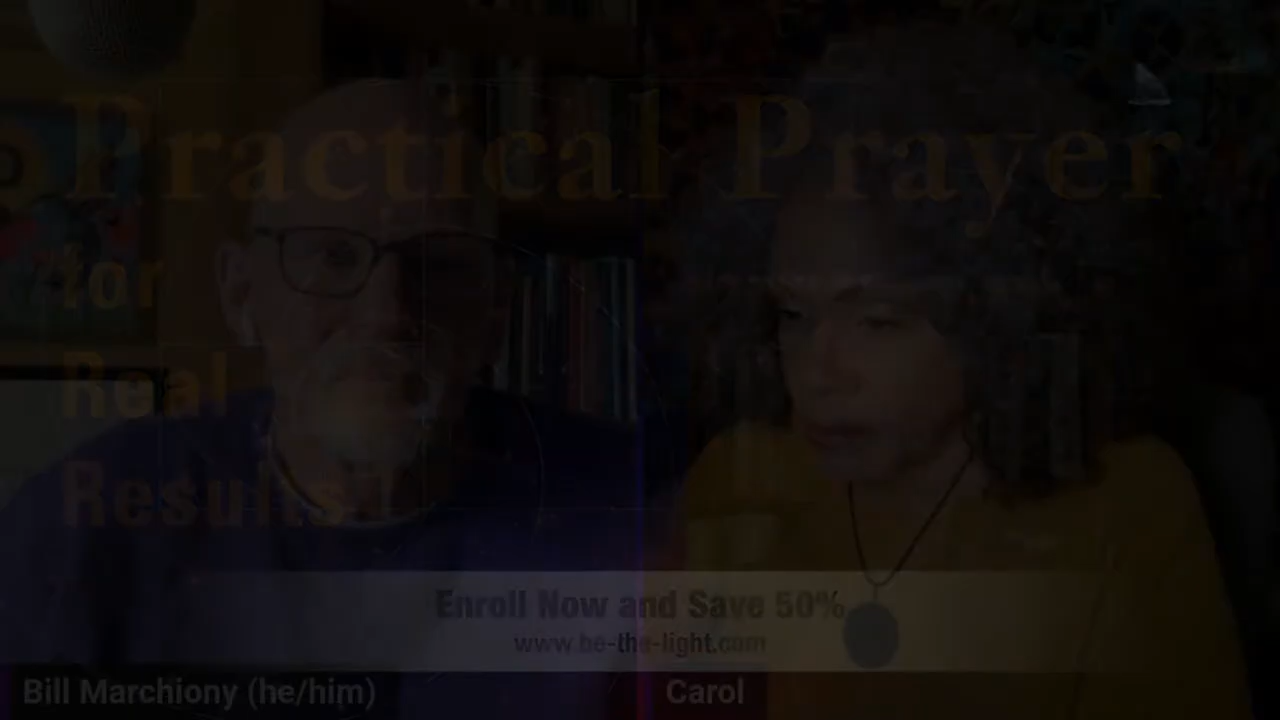 Practical Prayer
for
Real
Results
Enroll Now and Save 50%
www.be-the-light.com
Bill Marchiony (he/him)
Carol